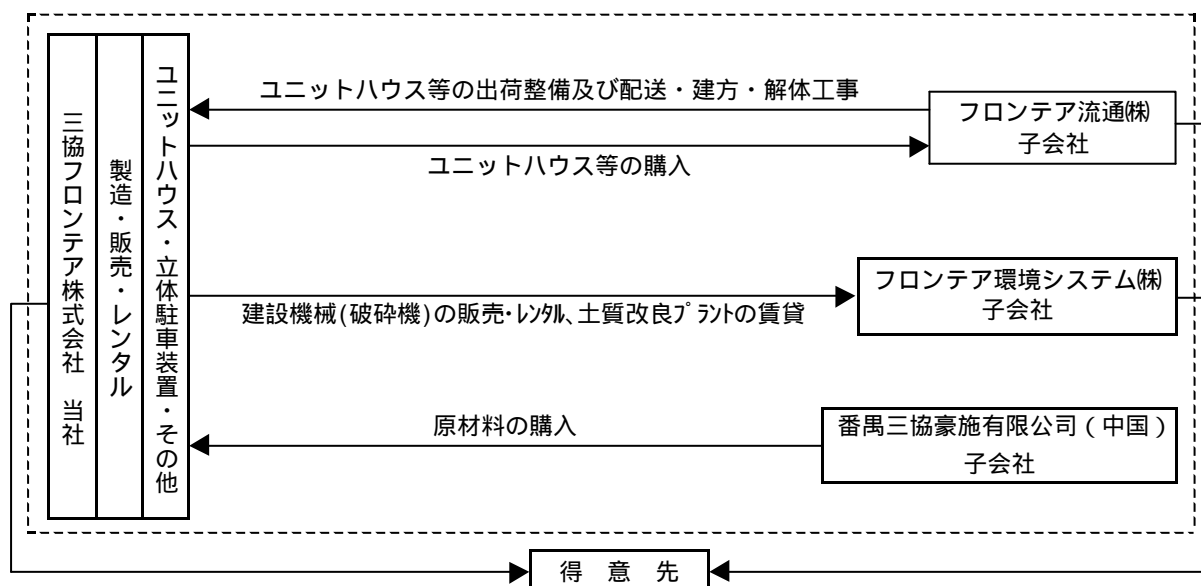 三協フロンテア株式会社 当社
製造・販売・レンタル
ユニットハウス・立体駐車装置・その他
ユニットハウス等の出荷整備及び配送・建方・解体工事
フロンテア流通㈱
子会社
ユニットハウス等の購入
フロンテア環境システム㈱
子会社
建設機械(破砕機)の販売・ﾚﾝﾀﾙ、土質改良ﾌﾟﾗﾝﾄの賃貸
原材料の購入
番禺三協豪施有限公司(中国)
子会社
得 意 先